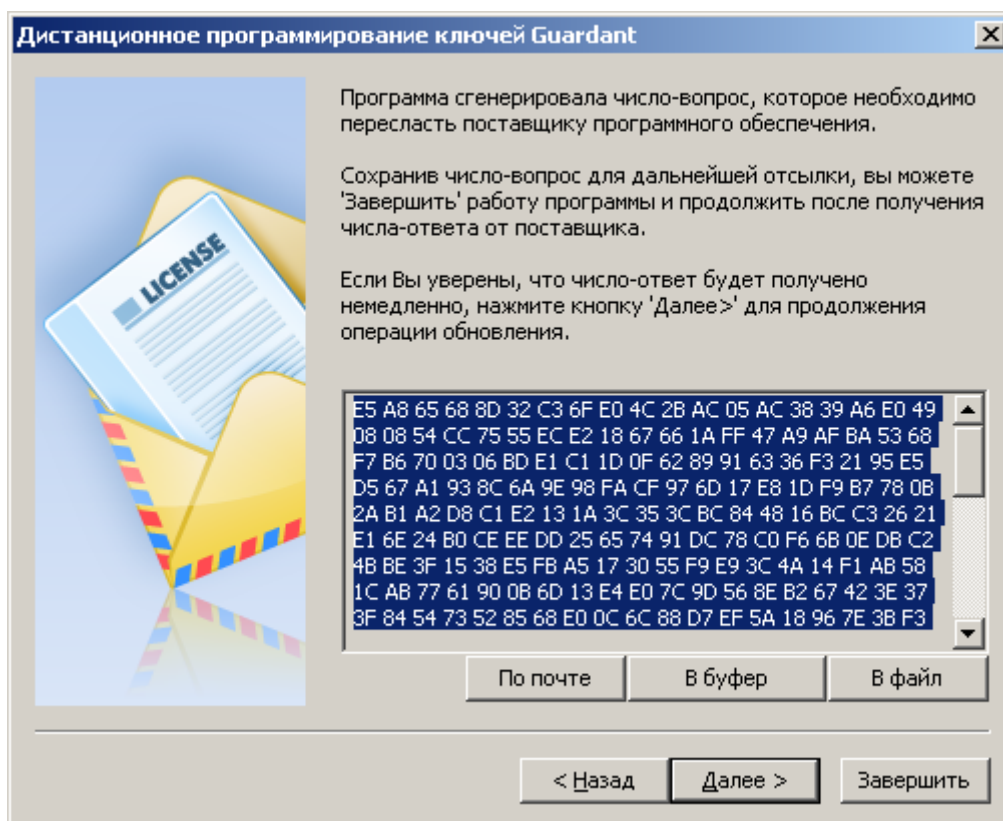 Дистанционное программирование ключей Guardant
Программа сгенерировала число-вопрос, которое необходимо
переслать поставщику программного обеспечения.
Сохранив число-вопрос для дальнейшей отсылки, вы можете
'Завершить' работу программы и продолжить после получения
числа-ответа от поставщика.
Если Вы уверены, что число-ответ будет получено
немедленно, нажмите кнопку 'Далее>' для продолжения
операции обновления.
LICENSE
E5 A8 65 68 8D 32 C3 6F E0 4C 2B AC 05 AC 38 39 A6 E0 49
08 08 54 CC 75 55 EC E2 18 67 66 1A FF 47 A9 AF BA 53 68
F7 B6 70 03 06 BD E1 C1 1D 0F 62 89 91 63 36 F3 21 95 E5
D5 67 A1 93 8C 6A 9E 98 FA CF 97 6D 17 E8 1D F9 B7 78 0B
2A B1 A2 D8 C1 E2 13 1A 3C 35 3C BC 84 48 16 BC C3 26 21
E1 6E 24 B0 CE EE DD 25 65 74 91 DC 78 C0 F6 6B 0E DB C2
4B BE 3F 15 38 E5 FB A5 17 30 55 F9 E9 3C 4A 14 F1 AB 58
1C AB 77 61 90 0B 6D 13 E4 E0 7C 9D 56 8E B2 67 42 3E 37
3F 84 54 73 52 85 68 E0 0C 6C 88 D7 EF 5A 18 96 7E 3B F3
По почте В буфер В файл
< Назад Далее > Завершить